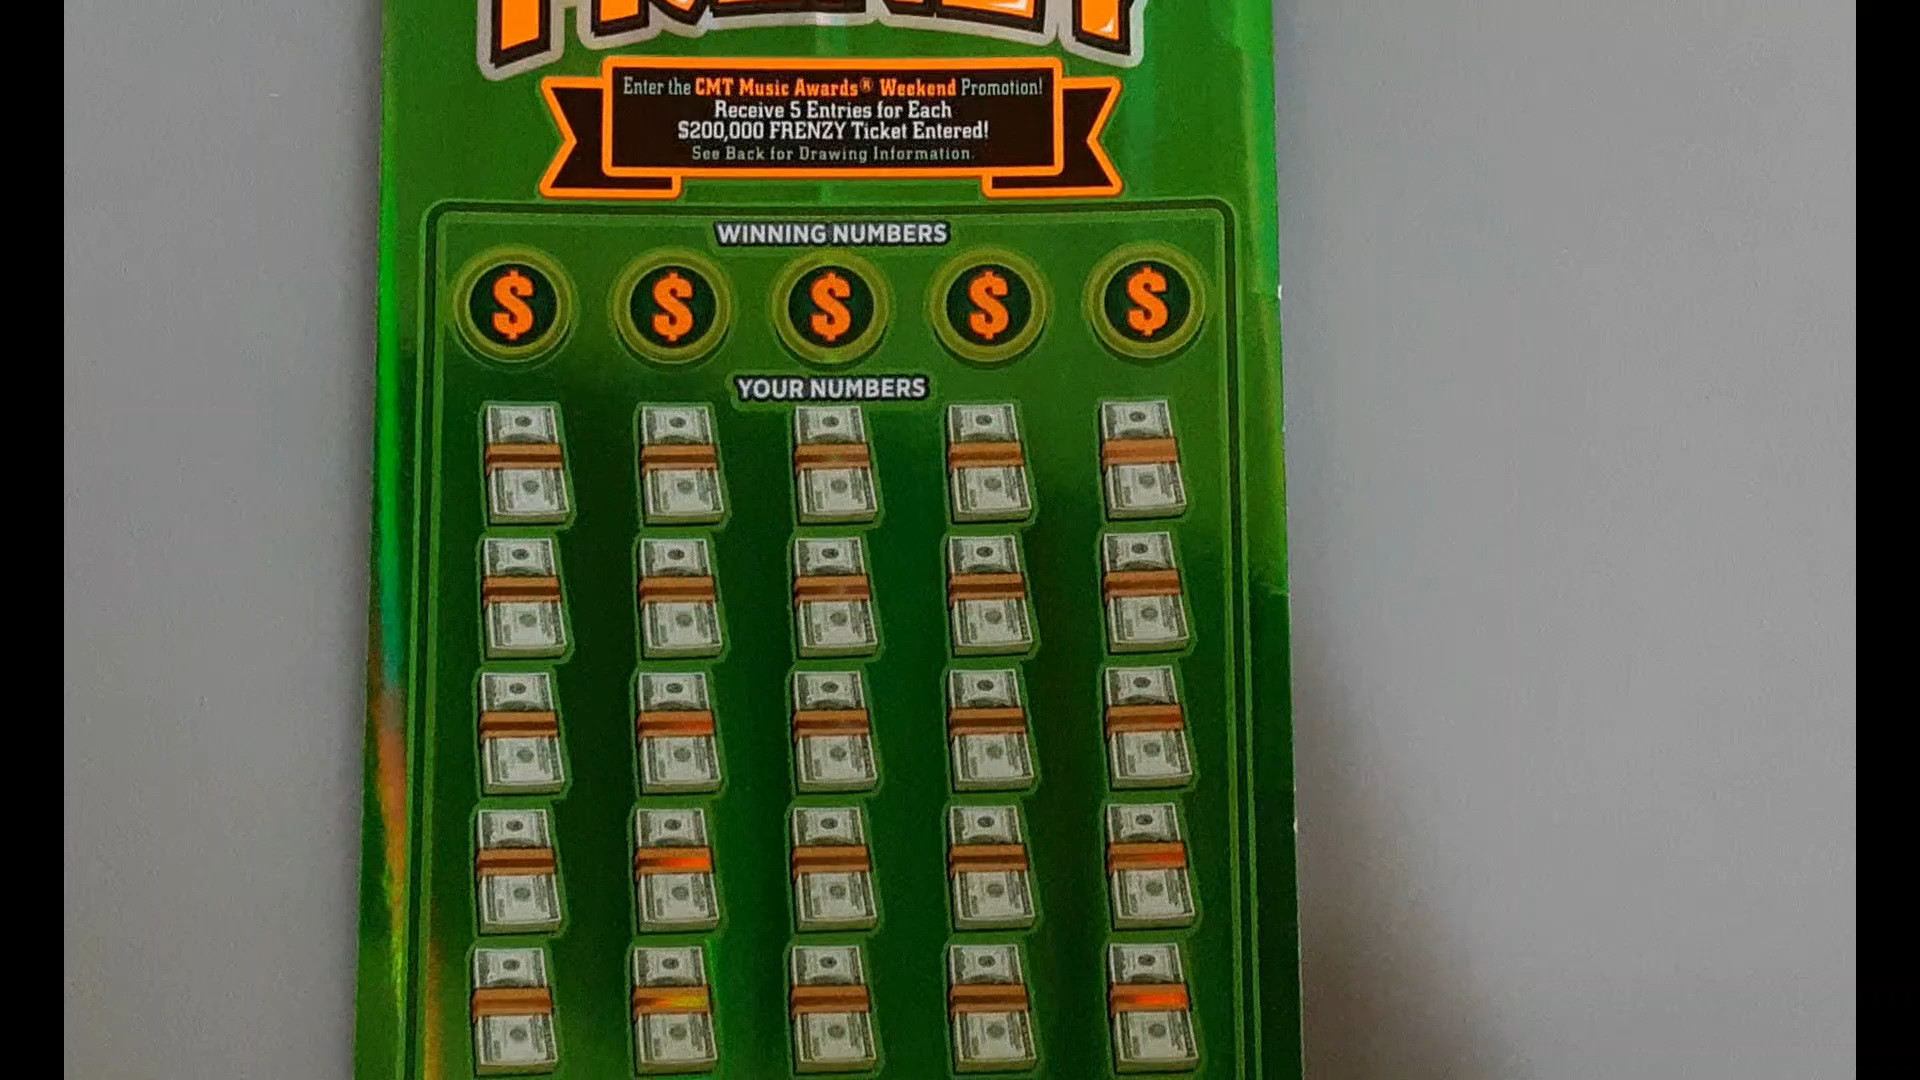 FRENZY
Enter the CMT Music Awards® Weekend Promotion!
Receive 5 Entries for Each
$200,000 FRENZY Ticket Entered!
See Back for Drawing Information.
WINNING NUMBERS
$ $ $ $ $
YOUR NUMBERS